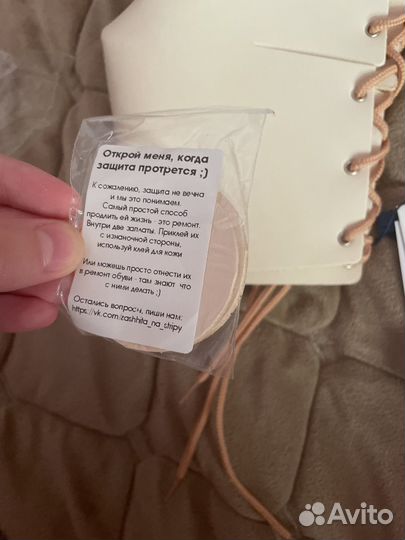 Открой меня, когда
защита протрется ;)
К сожалению, защита не вечна
и мы это понимаем.
Самый простой способ
продлить ей жизнь - это ремонт.
Внутри две заплаты. Приклей их
с изнаночной стороны,
используй клей для кожи
Или можешь просто отнести их
в ремонт обуви - там знают что
с ними делать ;)
Остались вопросы, пиши нам:
https://vk.com/zashhita_na_shipy
Avito